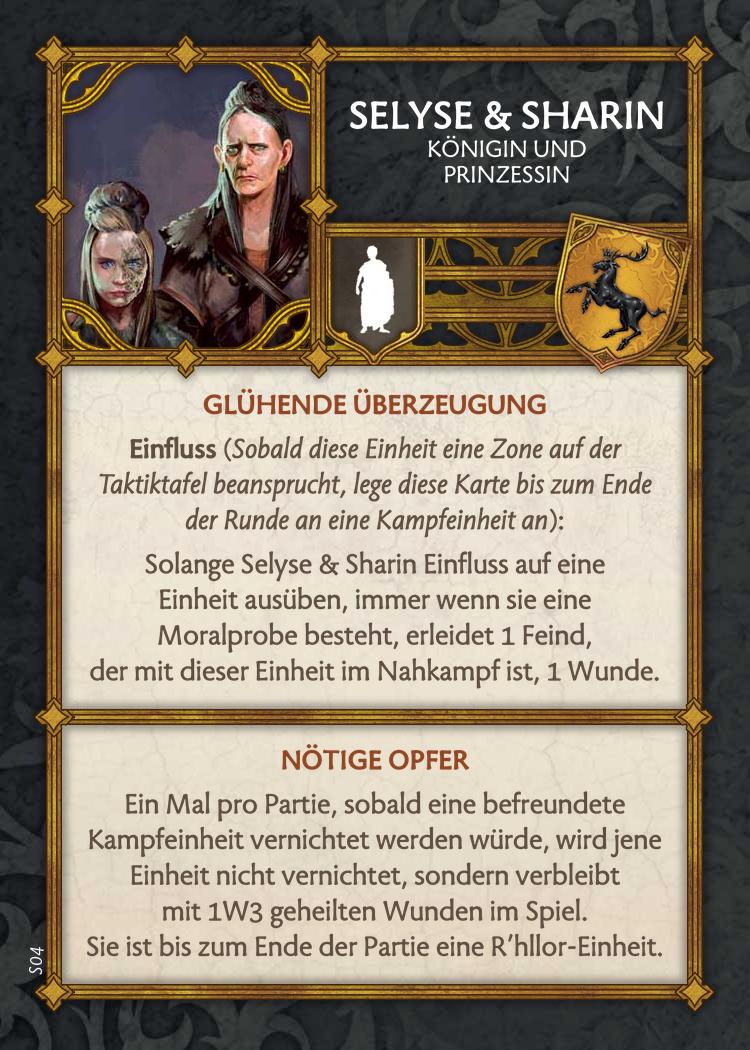 SELYSE & SHARIN
KÖNIGIN UND
PRINZESSIN
GLÜHENDE ÜBERZEUGUNG
Einfluss (Sobald diese Einheit eine Zone auf der
Taktiktafel beansprucht, lege diese Karte bis zum Ende
der Runde an eine Kampfeinheit an):
Solange Selyse & Sharin Einfluss auf eine
Einheit ausüben, immer wenn sie eine
Moralprobe besteht, erleidet 1 Feind,
der mit dieser Einheit im Nahkampf ist, 1 Wunde.
NÖTIGE OPFER
Ein Mal pro Partie, sobald eine befreundete
Kampfeinheit vernichtet werden würde, wird jene
Einheit nicht vernichtet, sondern verbleibt
mit 1W3 geheilten Wunden im Spiel.
Sie ist bis zum Ende der Partie eine R’hllor-Einheit.
S04